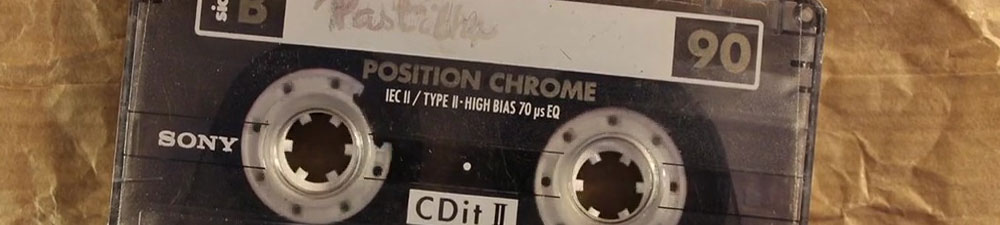 side B
Pastilha
90
POSITION CHROME
IEC II / TYPE II-HIGH BIAS 70 µs EQ
SONY
CDit II